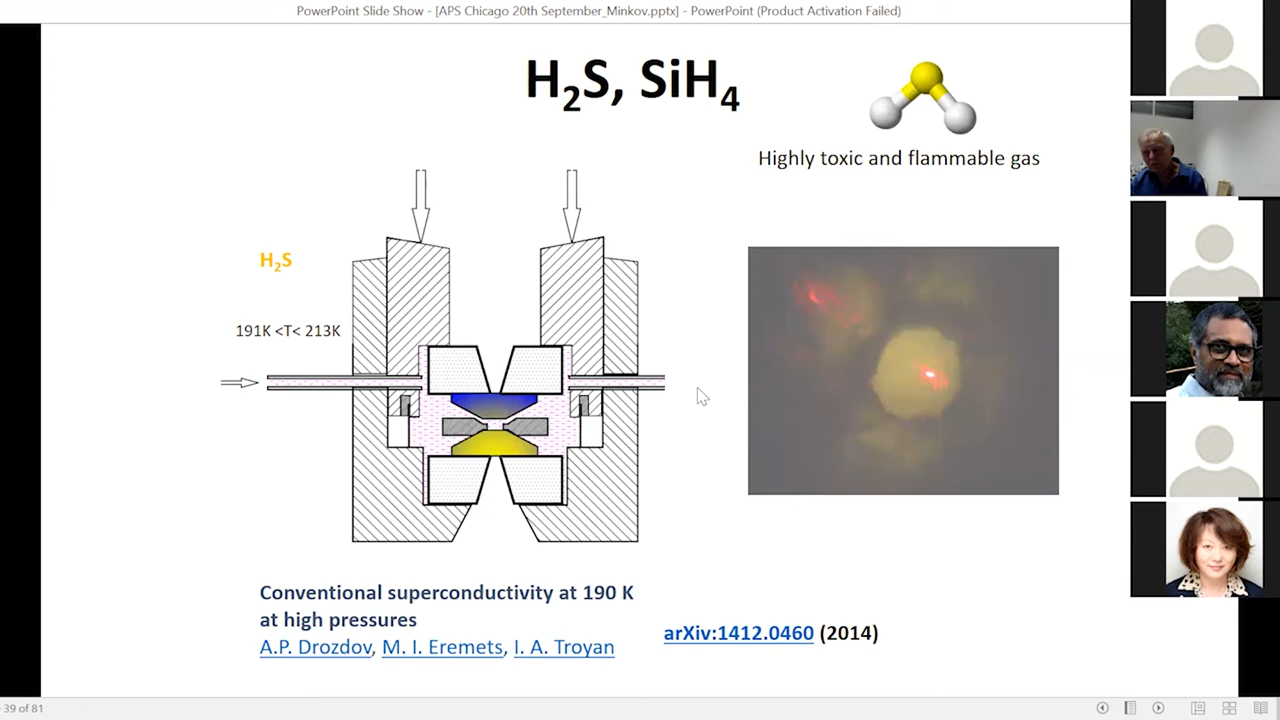 PowerPoint Slide Show - [APS Chicago 20th September_Minkov.pptx] - PowerPoint (Product Activation Failed)
H₂S, SiH₄
Highly toxic and flammable gas
H₂S
191K <T< 213K
Conventional superconductivity at 190 K
at high pressures
A.P. Drozdov, M. I. Eremets, I. A. Troyan
arXiv:1412.0460 (2014)
39 of 81